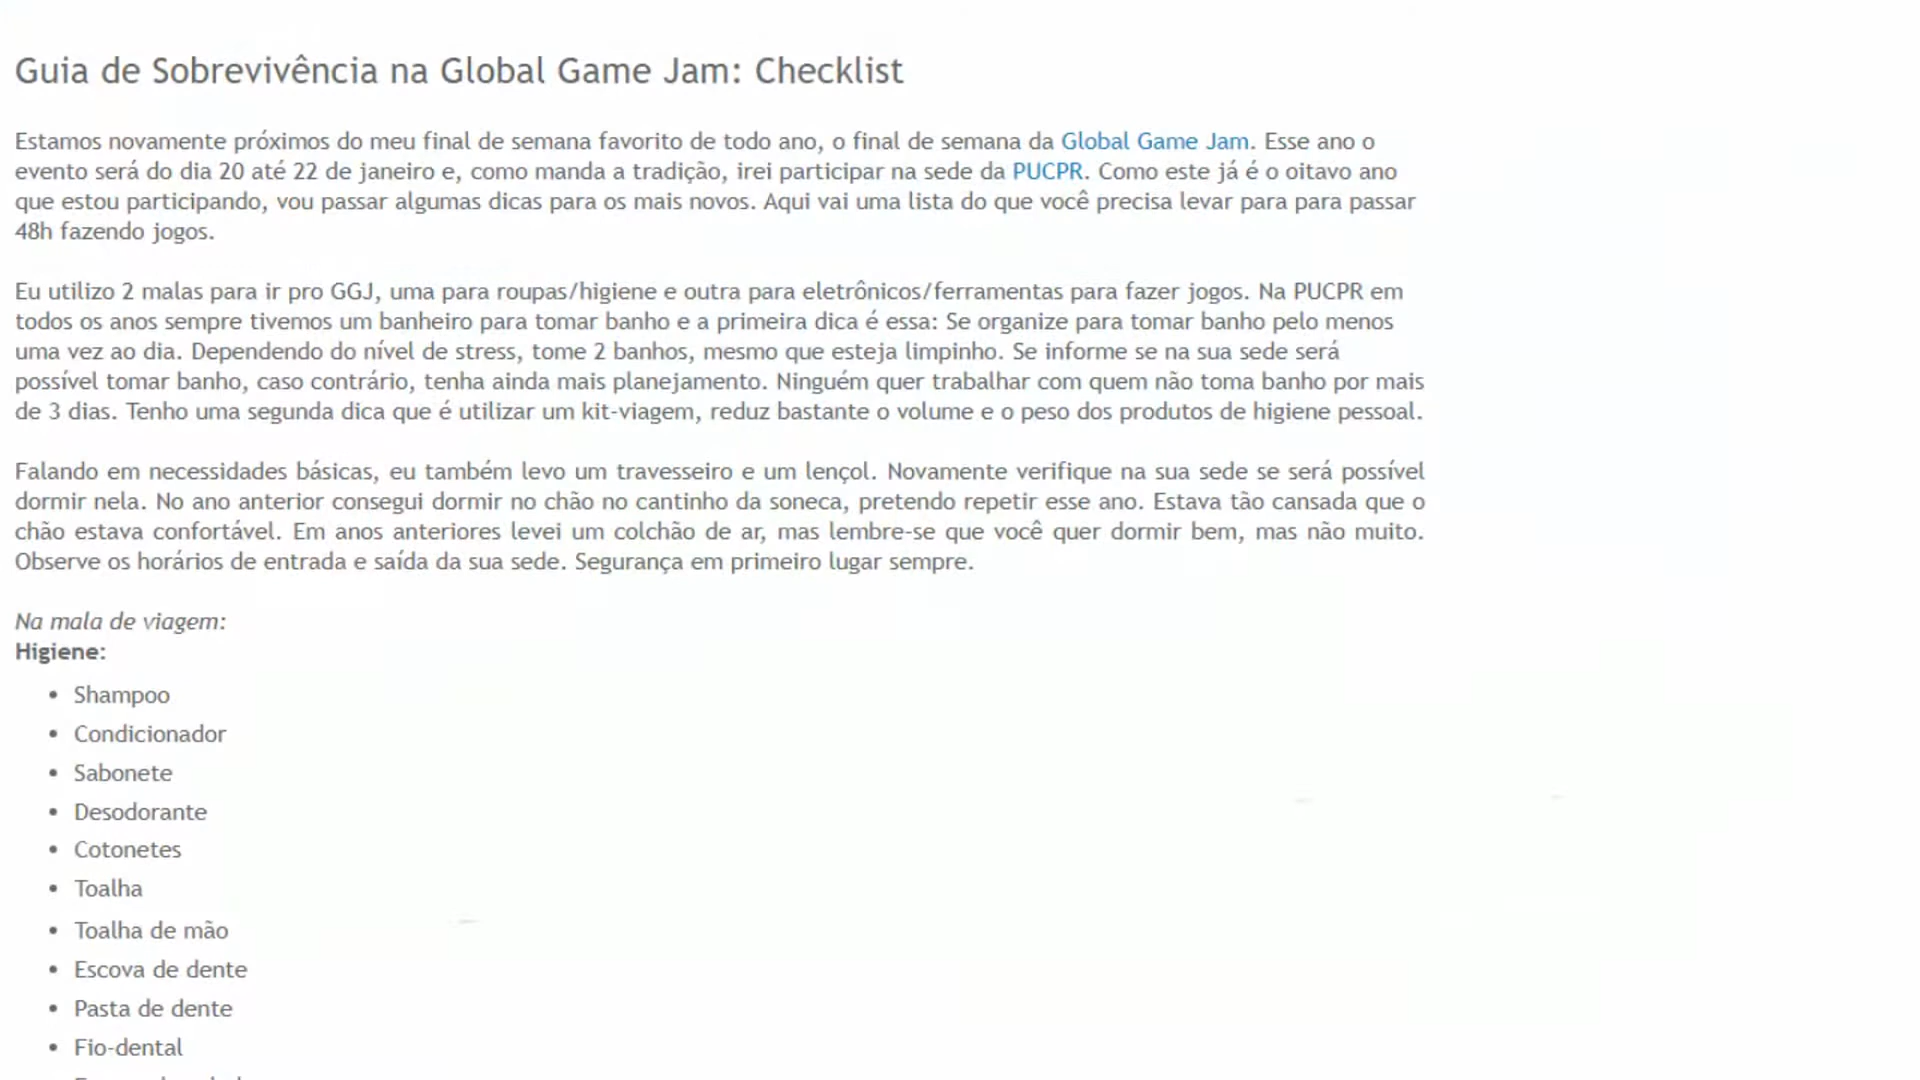 Guia de Sobrevivência na Global Game Jam: Checklist
Estamos novamente próximos do meu final de semana favorito de todo ano, o final de semana da Global Game Jam. Esse ano o
evento será do dia 20 até 22 de janeiro e, como manda a tradição, irei participar na sede da PUCPR. Como este já é o oitavo ano
que estou participando, vou passar algumas dicas para os mais novos. Aqui vai uma lista do que você precisa levar para para passar
48h fazendo jogos.
Eu utilizo 2 malas para ir pro GGJ, uma para roupas/higiene e outra para eletrônicos/ferramentas para fazer jogos. Na PUCPR em
todos os anos sempre tivemos um banheiro para tomar banho e a primeira dica é essa: Se organize para tomar banho pelo menos
uma vez ao dia. Dependendo do nível de stress, tome 2 banhos, mesmo que esteja limpinho. Se informe se na sua sede será
possível tomar banho, caso contrário, tenha ainda mais planejamento. Ninguém quer trabalhar com quem não toma banho por mais
de 3 dias. Tenho uma segunda dica que é utilizar um kit-viagem, reduz bastante o volume e o peso dos produtos de higiene pessoal.
Falando em necessidades básicas, eu também levo um travesseiro e um lençol. Novamente verifique na sua sede se será possível
dormir nela. No ano anterior consegui dormir no chão no cantinho da soneca, pretendo repetir esse ano. Estava tão cansada que o
chão estava confortável. Em anos anteriores levei um colchão de ar, mas lembre-se que você quer dormir bem, mas não muito.
Observe os horários de entrada e saída da sua sede. Segurança em primeiro lugar sempre.
Na mala de viagem:
Higiene:
• Shampoo
• Condicionador
• Sabonete
• Desodorante
• Cotonetes
• Toalha
• Toalha de mão
• Escova de dente
• Pasta de dente
• Fio-dental